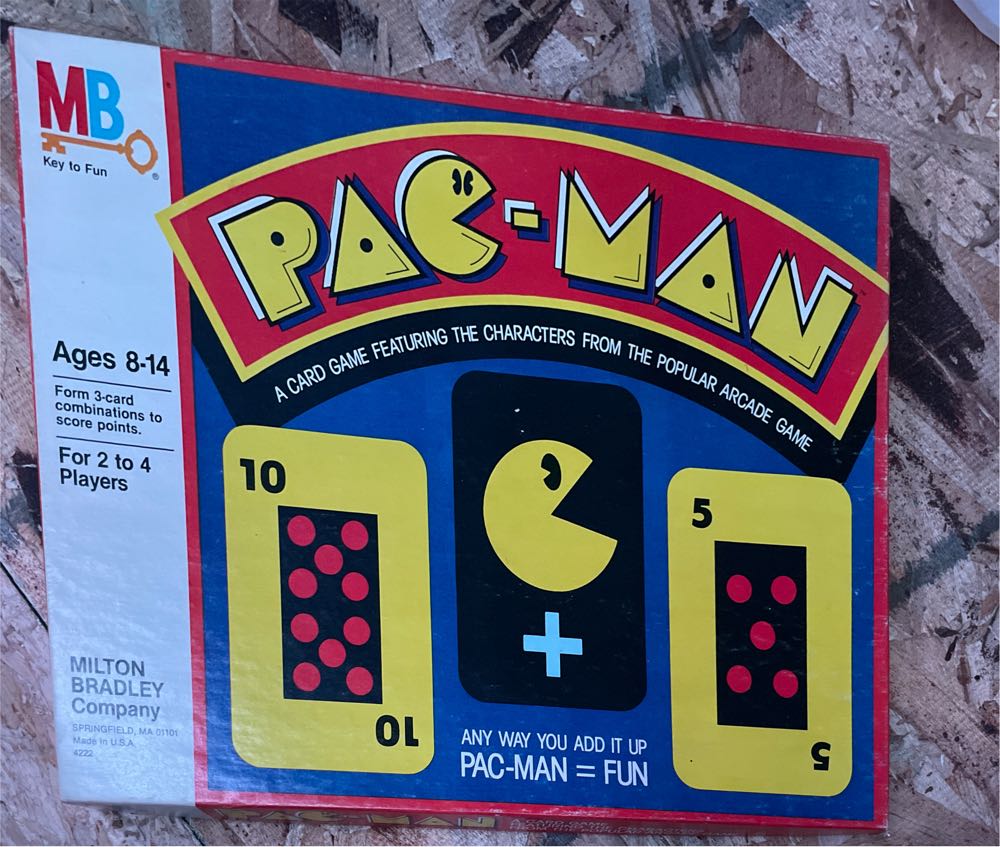 MB
Key to Fun
Ages 8-14
Form 3-card
combinations to
score points.
For 2 to 4
Players
MILTON
BRADLEY
Company
SPRINGFIELD, MA 01101
Made in U.S.A.
4222
PAC-MAN
A CARD GAME FEATURING THE CHARACTERS FROM THE POPULAR ARCADE GAME
10
10
+
5
5
ANY WAY YOU ADD IT UP
PAC-MAN = FUN
PAC-MAN